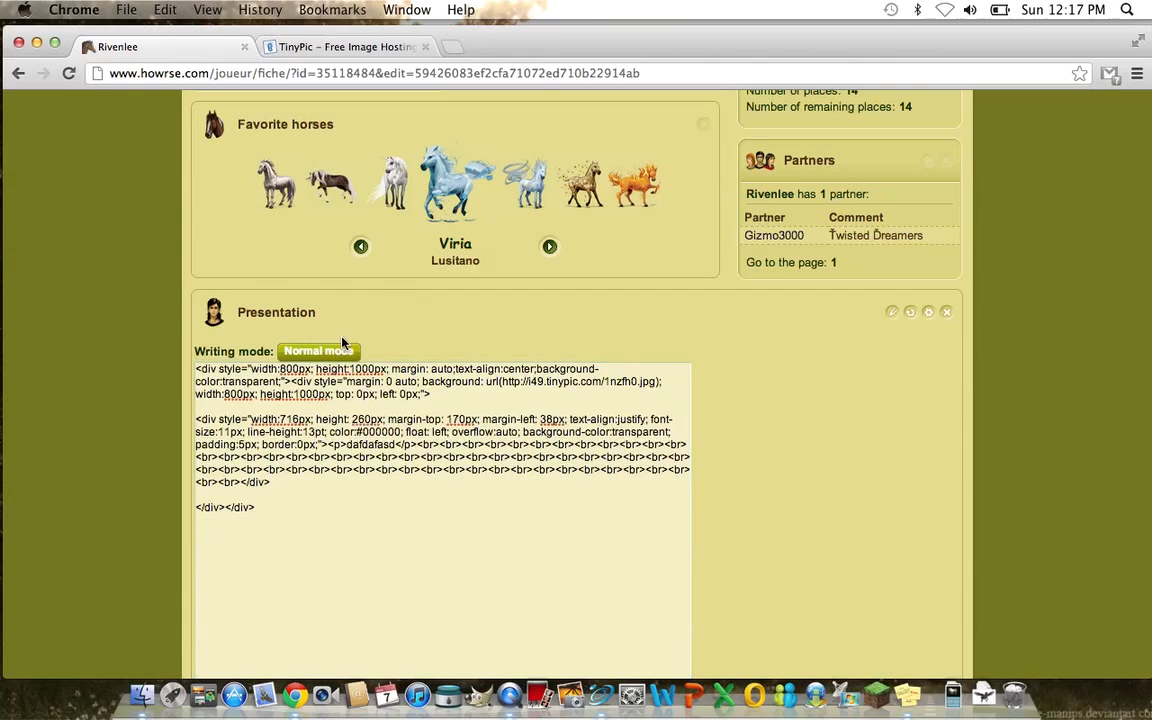 Chrome File Edit View History Bookmarks Window Help Sun 12:17 PM
Rivenlee TinyPic – Free Image Hosting
www.howrse.com/joueur/fiche/?id=35118484&edit=59426083ef2cfa71072ed710b22914ab
Number of places: 14
Number of remaining places: 14
Favorite horses
Viria
Lusitano
Partners
Rivenlee has 1 partner:
Partner Comment
Gizmo3000 Ťwisted Ďreamers
Go to the page: 1
Presentation
Writing mode: Normal mode
<div style="width:800px; height:1000px; margin: auto;text-align:center;background-
color:transparent;"><div style="margin: 0 auto; background: url(http://i49.tinypic.com/1nzfh0.jpg);
width:800px; height:1000px; top: 0px; left: 0px;">
<div style="width:716px; height: 260px; margin-top: 170px; margin-left: 38px; text-align:justify; font-
size:11px; line-height:13pt; color:#000000; float: left; overflow:auto; background-color:transparent;
padding:5px; border:0px;"><p>dafdafasd</p><br><br><br><br><br><br><br><br><br><br><br><br><br>
<br><br><br><br><br><br><br><br><br><br><br><br><br><br><br><br><br><br><br><br><br><br><br>
<br><br><br><br><br><br><br><br><br><br><br><br><br><br><br><br><br><br><br><br><br><br><br>
<br><br></div>
</div></div>